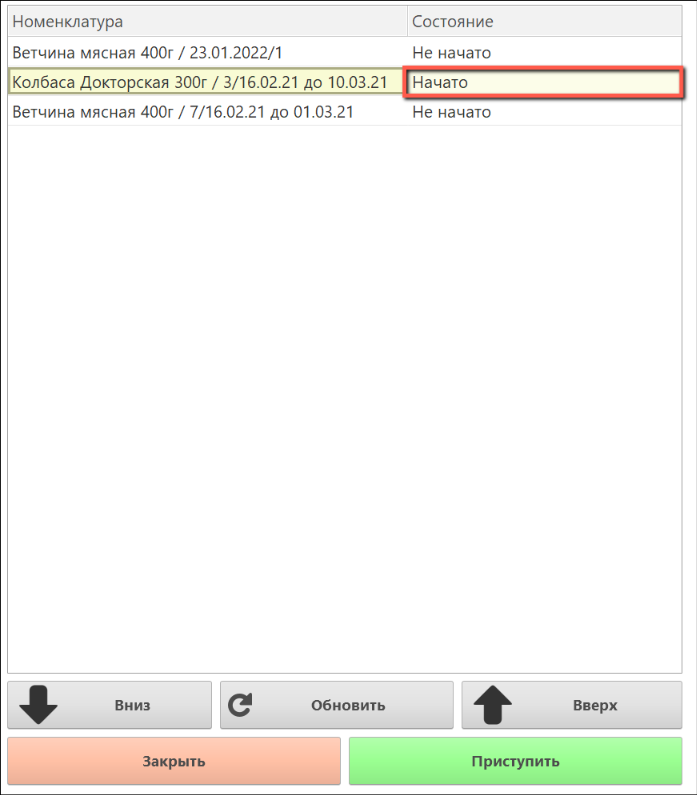 Номенклатура Состояние
Ветчина мясная 400г / 23.01.2022/1 Не начато
Колбаса Докторская 300г / 3/16.02.21 до 10.03.21 Начато
Ветчина мясная 400г / 7/16.02.21 до 01.03.21 Не начато
Вниз Обновить Вверх
Закрыть Приступить